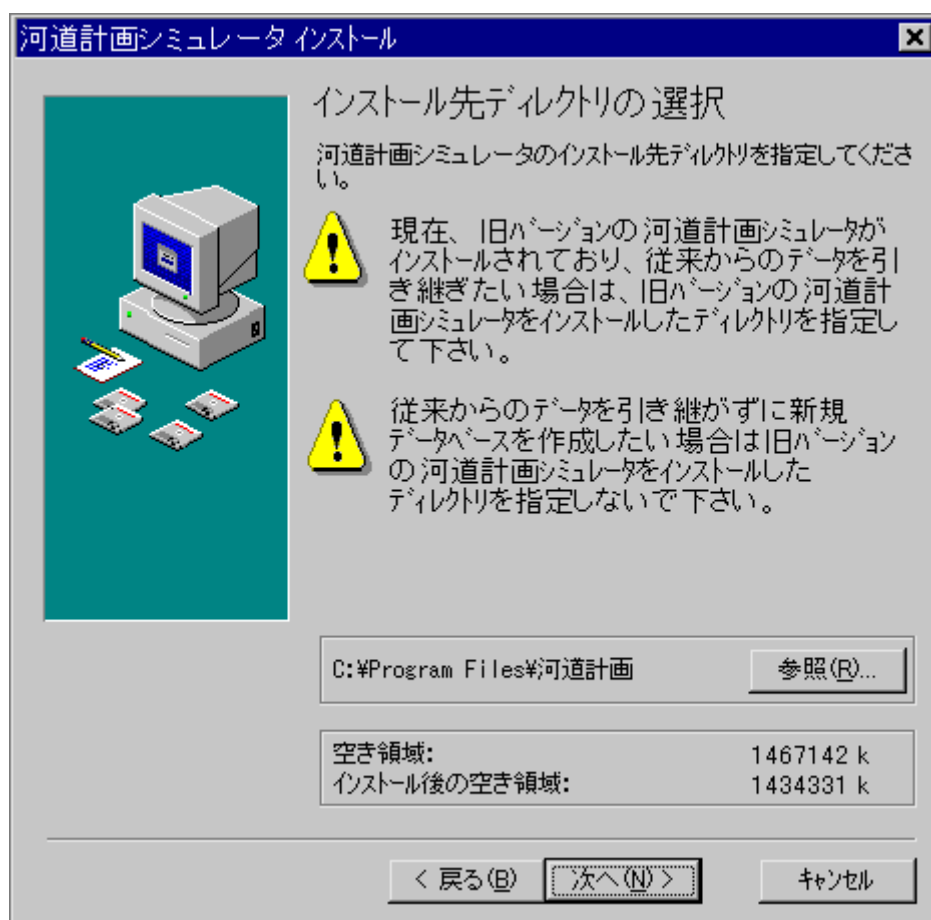 河道計画シミュレータ インストール
インストール先ディレクトリの選択
河道計画シミュレータのインストール先ディレクトリを指定してくださ
い。
現在、旧バージョンの河道計画シミュレータが
インストールされており、従来からのデータを引
き継ぎたい場合は、旧バージョンの河道計
画シミュレータをインストールしたディレクトリを指定し
て下さい。
従来からのデータを引き継がずに新規
データベースを作成したい場合は旧バージョン
の河道計画シミュレータをインストールした
ディレクトリを指定しないで下さい。
C:¥Program Files¥河道計画
参照(R)...
空き領域: 1467142 k
インストール後の空き領域: 1434331 k
< 戻る(B) 次へ(N) > キャンセル